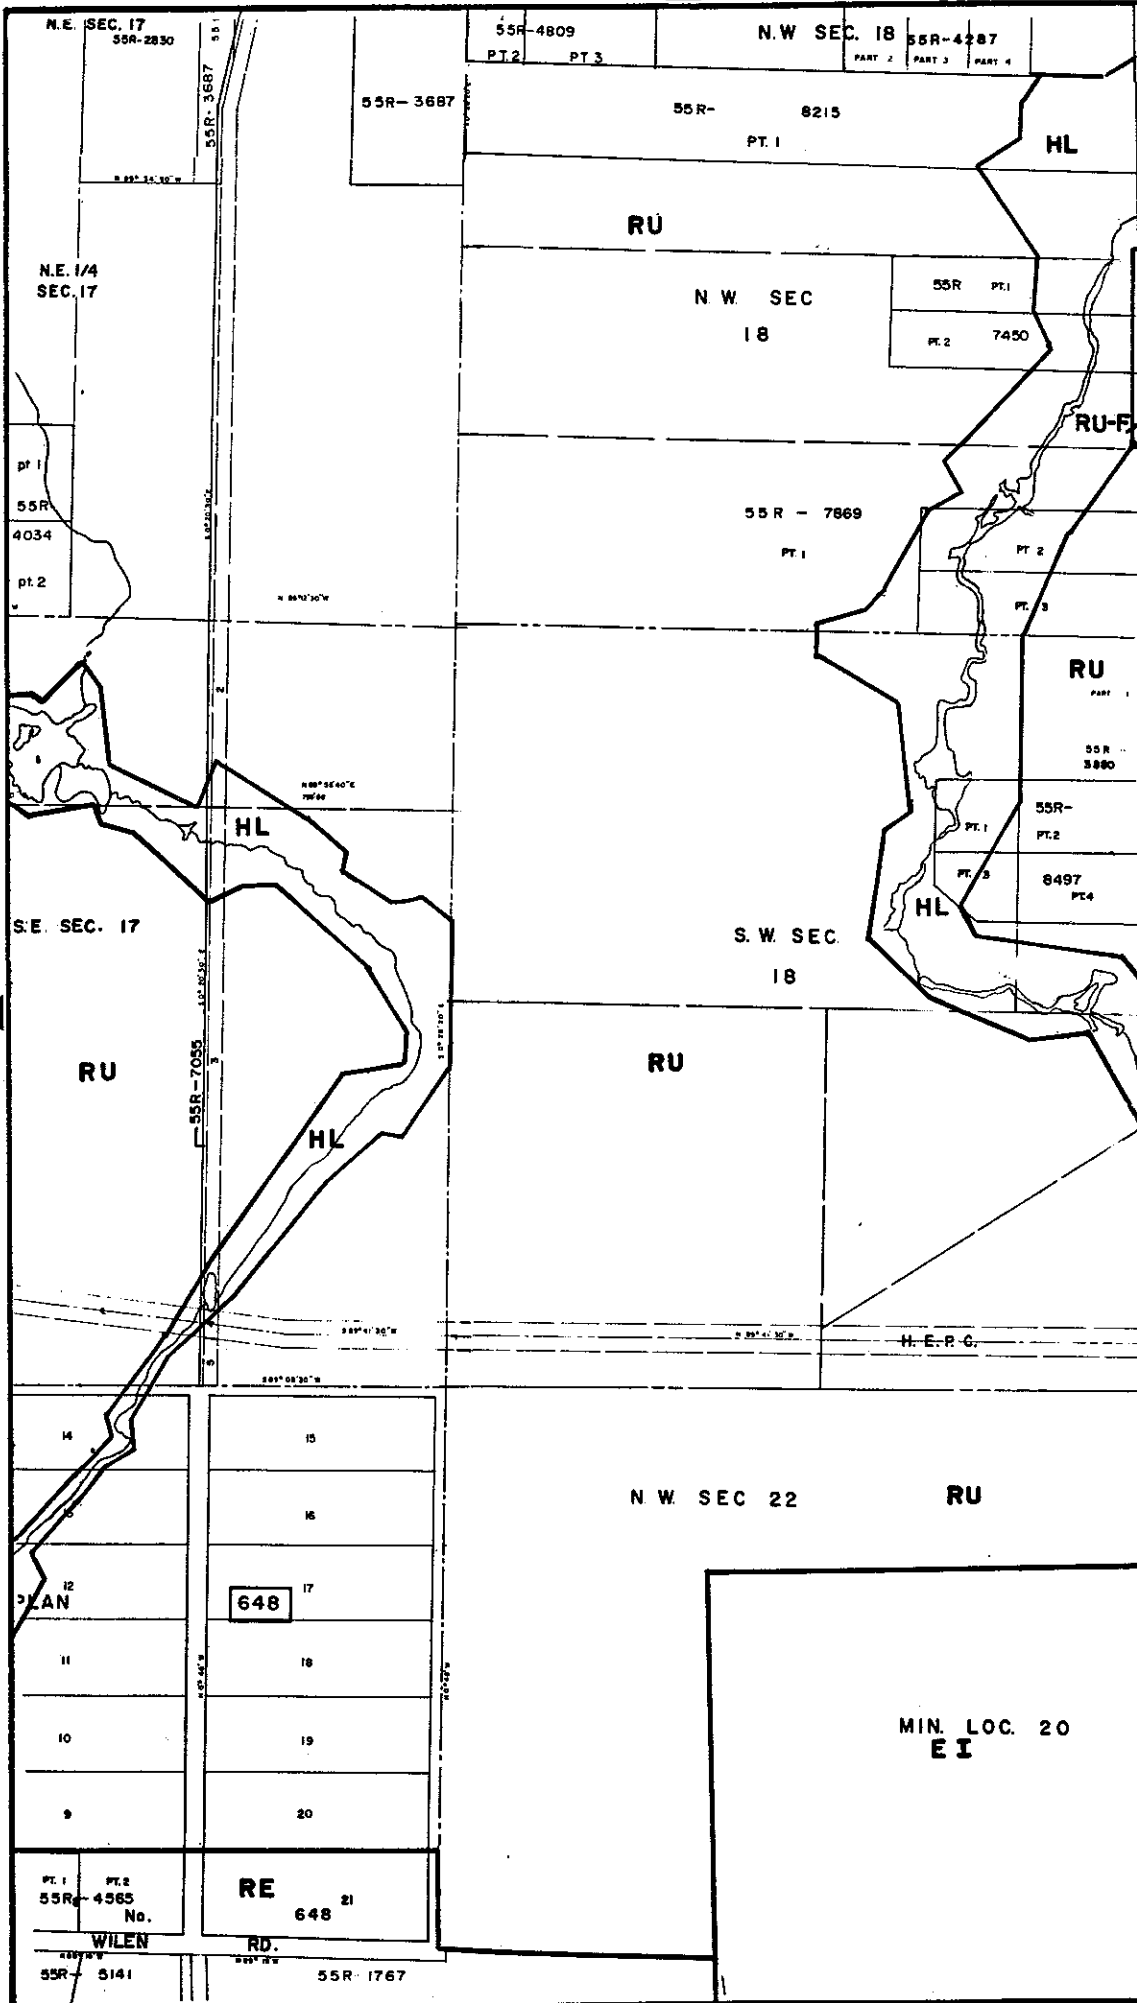 N.E. SEC. 17
55R-2830
55R-3687
55R-3687
55R-4809
PT.2 PT 3
N.W SEC. 18
55R-4287
PART 2 PART 3 PART 4
55R- 8215
PT. 1
HL
RU
N.E. 1/4
SEC. 17
N. W. SEC
18
55R PT.1
PT. 2 7450
RU-F
pt 1
55R
4034
pt. 2
55R - 7869
PT 1
PT 2
PT. 3
2
RU
PART 1
55R
3880
HL
55R-
PT. 1
PT. 2
PT. 3
8497
PT.4
HL
S.E. SEC. 17
S. W. SEC.
18
RU
55R-7055
3
RU
HL
H.E.P.C.
5
14
15
N. W. SEC 22
RU
16
12
PLAN
648
17
11
18
10
19
MIN. LOC. 20
EI
9
20
PT. 1 PT.2
55R- 4565
No.
RE
21
648
WILEN RD.
55R- 5141
55R- 1767